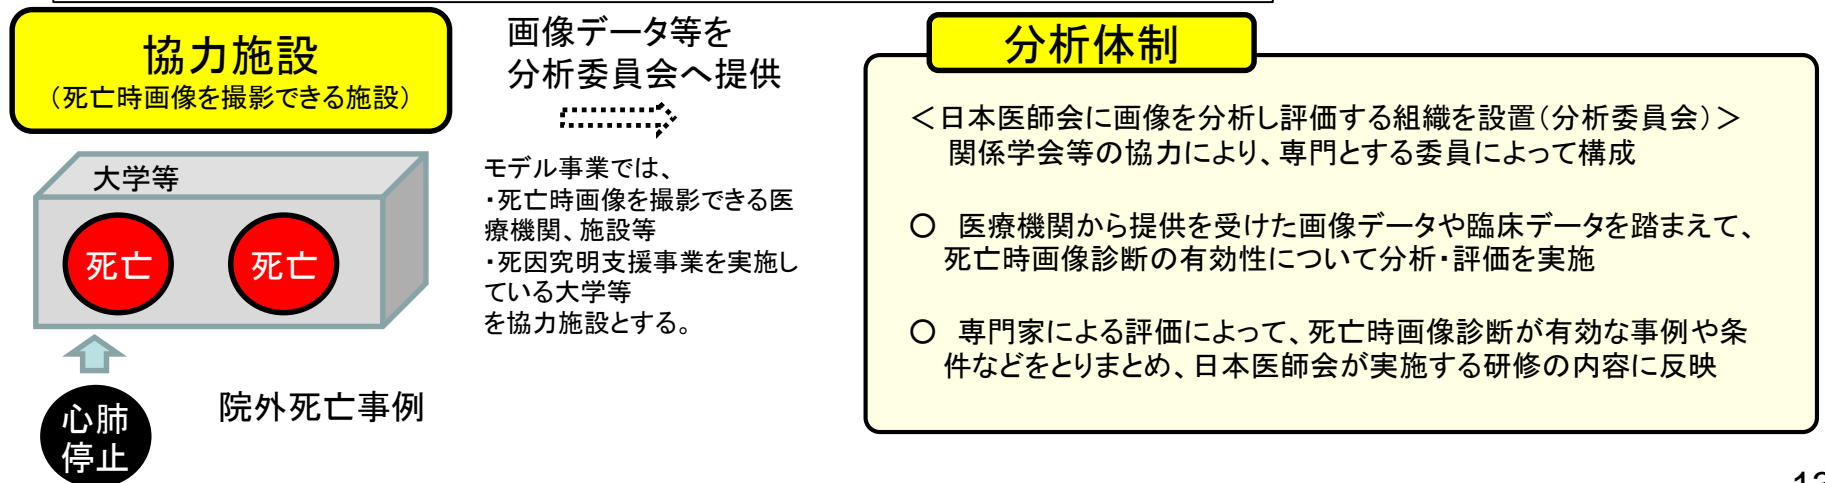 協力施設
(死亡時画像を撮影できる施設)
大学等
死亡
死亡
心肺
停止
院外死亡事例
画像データ等を
分析委員会へ提供
モデル事業では、
・死亡時画像を撮影できる医
療機関、施設等
・死因究明支援事業を実施し
ている大学等
を協力施設とする。
分析体制
＜日本医師会に画像を分析し評価する組織を設置(分析委員会)＞
関係学会等の協力により、専門とする委員によって構成
○ 医療機関から提供を受けた画像データや臨床データを踏まえて、
死亡時画像診断の有効性について分析・評価を実施
○ 専門家による評価によって、死亡時画像診断が有効な事例や条
件などをとりまとめ、日本医師会が実施する研修の内容に反映